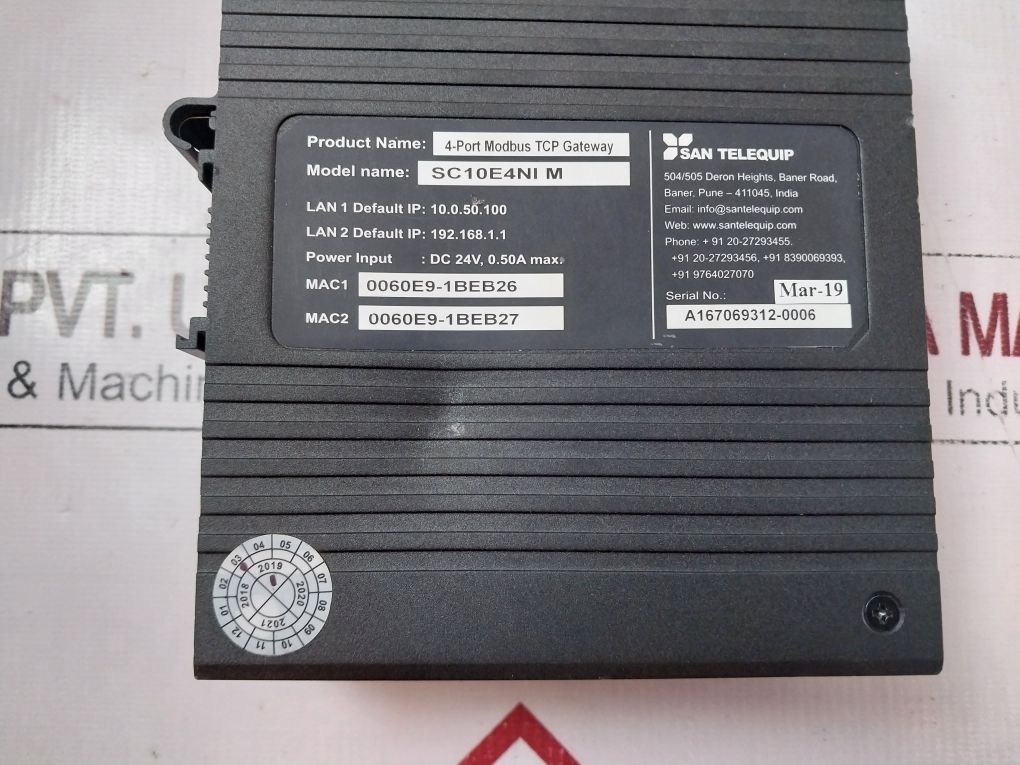 Product Name: 4-Port Modbus TCP Gateway
Model name: SC10E4NI M
LAN 1 Default IP: 10.0.50.100
LAN 2 Default IP: 192.168.1.1
Power Input : DC 24V, 0.50A max.
MAC1 0060E9-1BEB26
MAC2 0060E9-1BEB27
SAN TELEQUIP
504/505 Deron Heights, Baner Road,
Baner, Pune – 411045, India
Email: info@santelequip.com
Web: www.santelequip.com
Phone: + 91 20-27293455.
+91 20-27293456, +91 8390069393,
+91 9764027070
Mar-19
Serial No.:
A167069312-0006
PVT.
& Machin
A MA
Indu
01 02 03 04 05 06 07 08 09 10 11 12
2018 2019 2020 2021